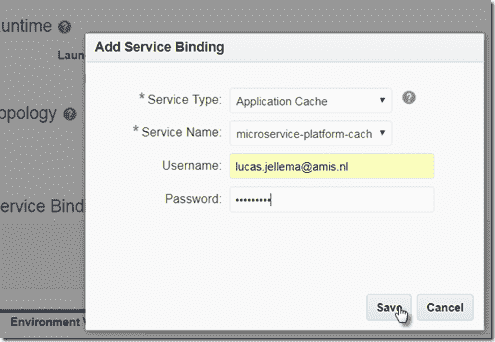 untime
Laun
Add Service Binding
* Service Type: Application Cache
opology
* Service Name: microservice-platform-cach
Username: lucas.jellema@amis.nl
ervice Bind
Password: •••••••••
Save Cancel
Environment V